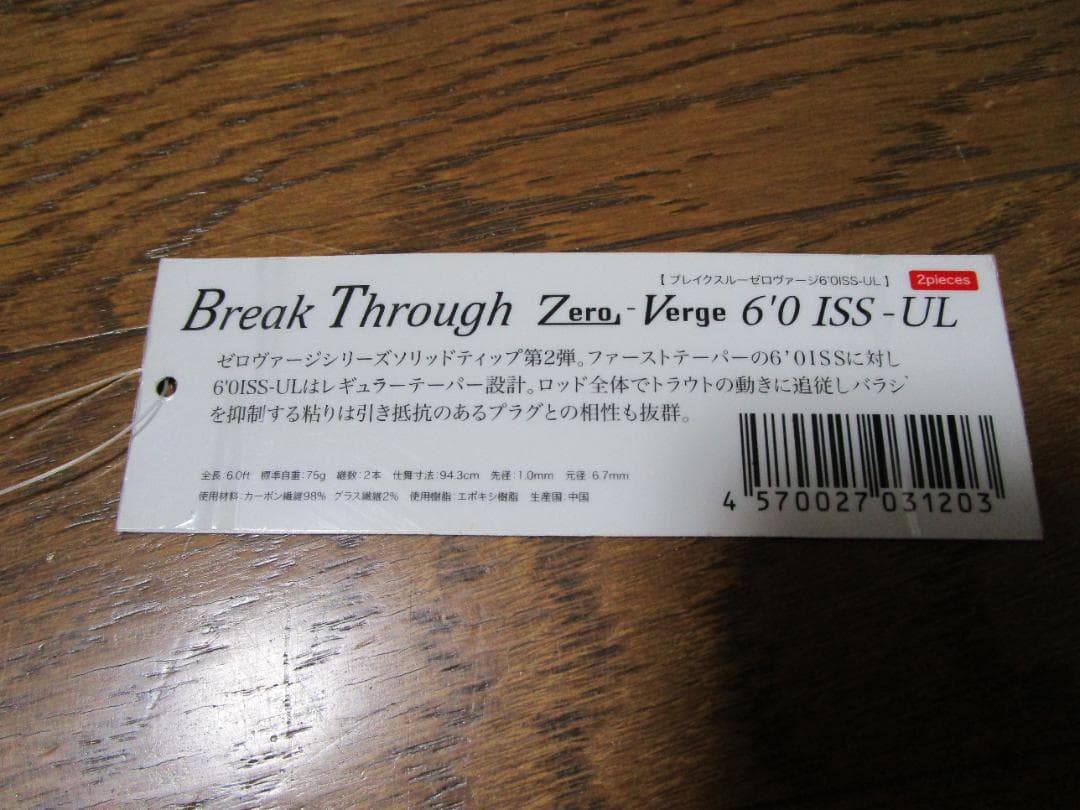 【 ブレイクスルーゼロヴァージ6'0ISS-UL 】 2pieces
Break Through Zero-Verge 6'0 ISS-UL
ゼロヴァージシリーズソリッドティップ第2弾。ファーストテーパーの6'0ISSに対し
6'0ISS-ULはレギュラーテーパー設計。ロッド全体でトラウトの動きに追従しバラシ
を抑制する粘りは引き抵抗のあるプラグとの相性も抜群。
全長:6.0ft 標準自重:75g 継数:2本 仕舞寸法:94.3cm 先径:1.0mm 元径:6.7mm
使用材料:カーボン繊維98% グラス繊維2% 使用樹脂:エポキシ樹脂 生産国:中国
4 570027 031203